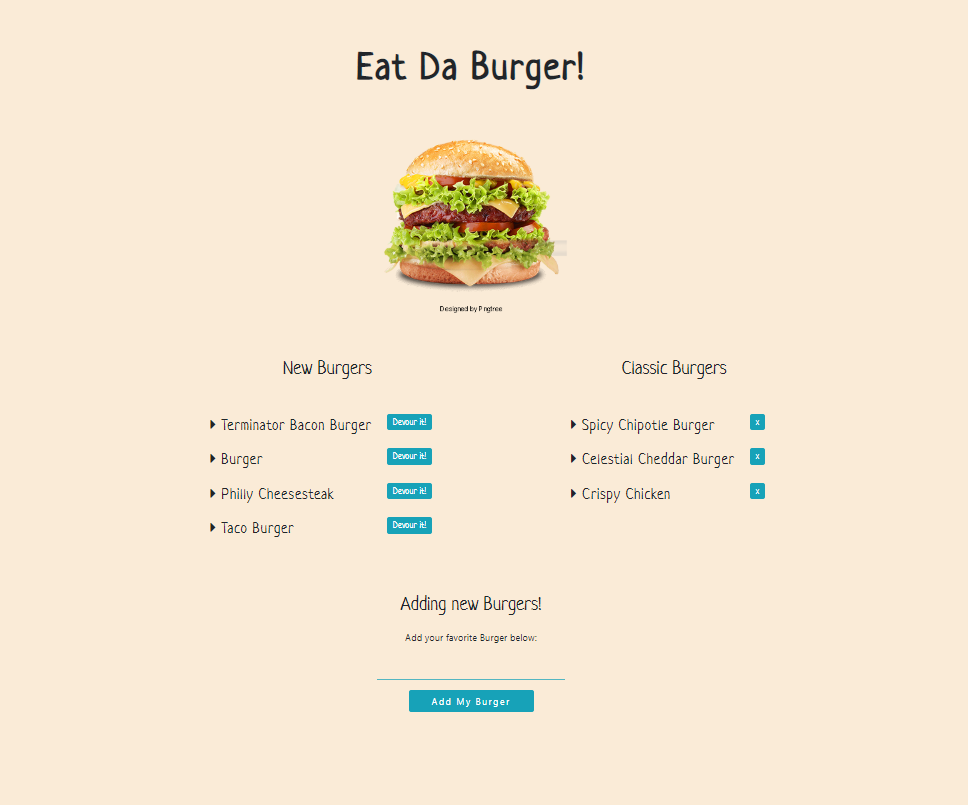 Eat Da Burger!
Designed by Pngtree
New Burgers
Terminator Bacon Burger Devour it!
Burger Devour it!
Philly Cheesesteak Devour it!
Taco Burger Devour it!
Classic Burgers
Spicy Chipotle Burger x
Celestial Cheddar Burger x
Crispy Chicken x
Adding new Burgers!
Add your favorite Burger below:
Add My Burger